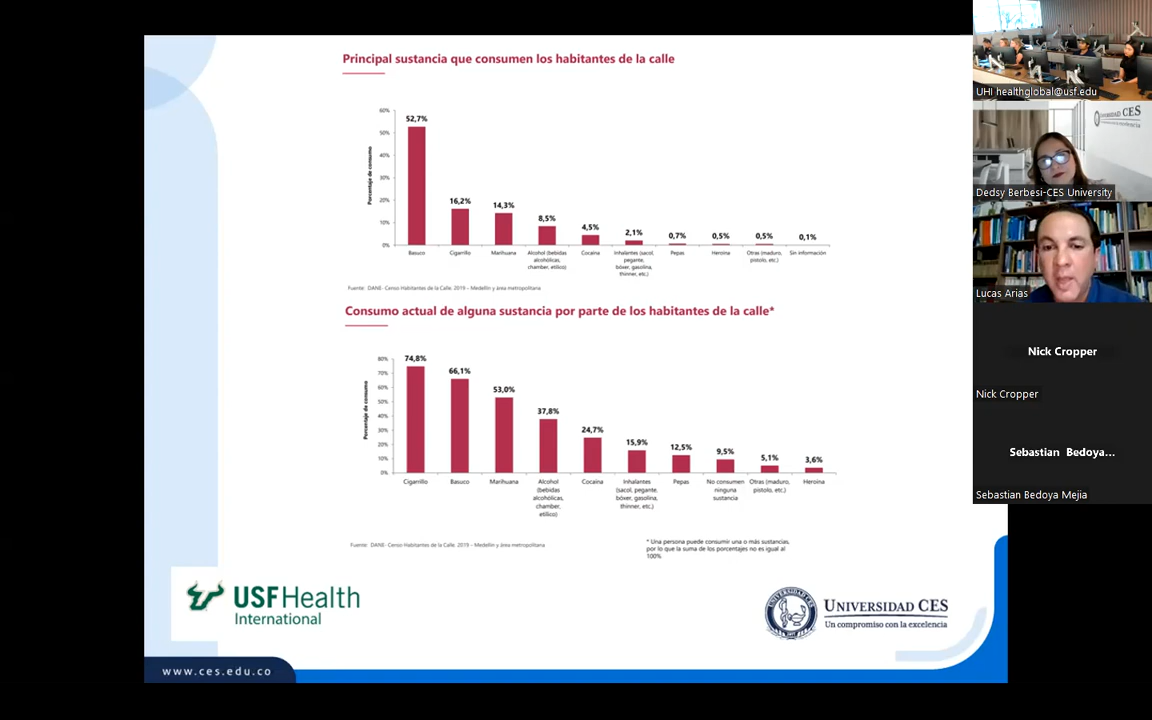 Principal sustancia que consumen los habitantes de la calle
Porcentaje de consumo
60%
50%
40%
30%
20%
10%
0%
52,7%
16,2%
14,3%
8,5%
4,5%
2,1%
0,7%
0,5%
0,5%
0,1%
Basuco
Cigarrillo
Marihuana
Alcohol (bebidas
alcohólicas,
chamber, etílico)
Cocaína
Inhalantes (sacol,
pegante,
bóxer, gasolina,
thinner, etc.)
Pepas
Heroína
Otras (maduro,
pistolo, etc.)
Sin información
Fuente: DANE- Censo Habitantes de la Calle. 2019 – Medellín y área metropolitana
Consumo actual de alguna sustancia por parte de los habitantes de la calle*
Porcentaje de consumo
80%
70%
60%
50%
40%
30%
20%
10%
0%
74,8%
66,1%
53,0%
37,8%
24,7%
15,9%
12,5%
9,5%
5,1%
3,6%
Cigarrillo
Basuco
Marihuana
Alcohol
(bebidas
alcohólicas,
chamber,
etílico)
Cocaína
Inhalantes
(sacol, pegante,
bóxer, gasolina,
thinner, etc.)
Pepas
No consumen
ninguna
sustancia
Otras (maduro,
pistolo, etc.)
Heroína
Fuente: DANE- Censo Habitantes de la Calle. 2019 – Medellín y área metropolitana
* Una persona puede consumir una o más sustancias,
por lo que la suma de los porcentajes no es igual al
100%
USF Health
International
UNIVERSIDAD CES
Un compromiso con la excelencia
www.ces.edu.co
UHI healthglobal@usf.edu
UNIVERSIDAD CES
Dedsy Berbesi-CES University
Lucas Arias
Nick Cropper
Nick Cropper
Sebastian Bedoya...
Sebastian Bedoya Mejia